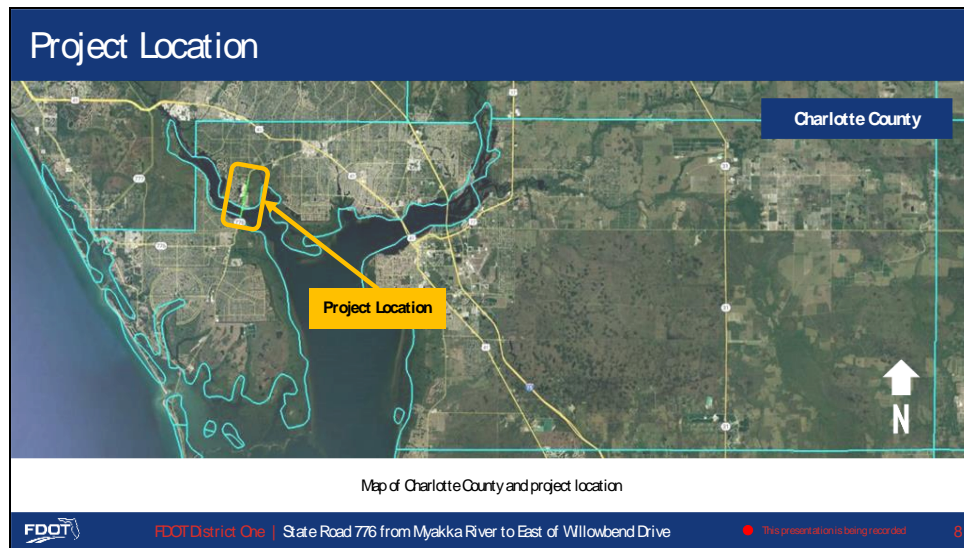 Project Location
Charlotte County
Project Location
N
Map of Charlotte County and project location
FDOT
FDOT District One | State Road 776 from Myakka River to East of Willowbend Drive
This presentation is being recorded
8